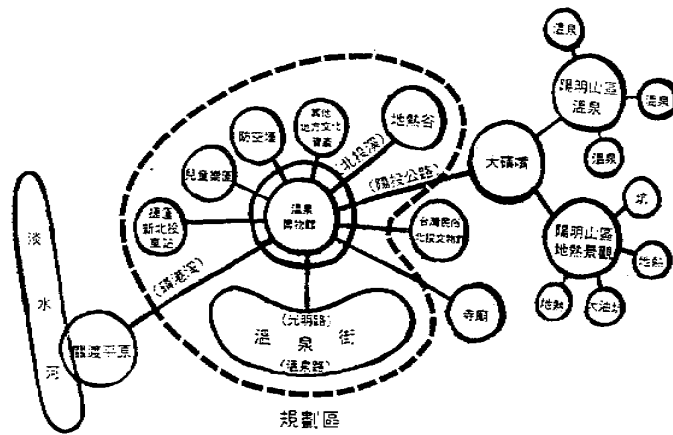 溫泉
陽明山區
溫泉
溫泉
溫泉
其他
地方文化
資產
防空壕
地熱谷
(北投溪)
(陽投公路)
大磺嘴
兒童樂園
溫泉
博物館
捷運
新北投
車站
台灣民俗
北投文物館
坑
陽明山區
地熱景觀
地熱
地熱
大油坑
淡
水
河
(磺港溪)
關渡平原
(光明路)
溫泉街
(溫泉路)
寺廟
規劃區